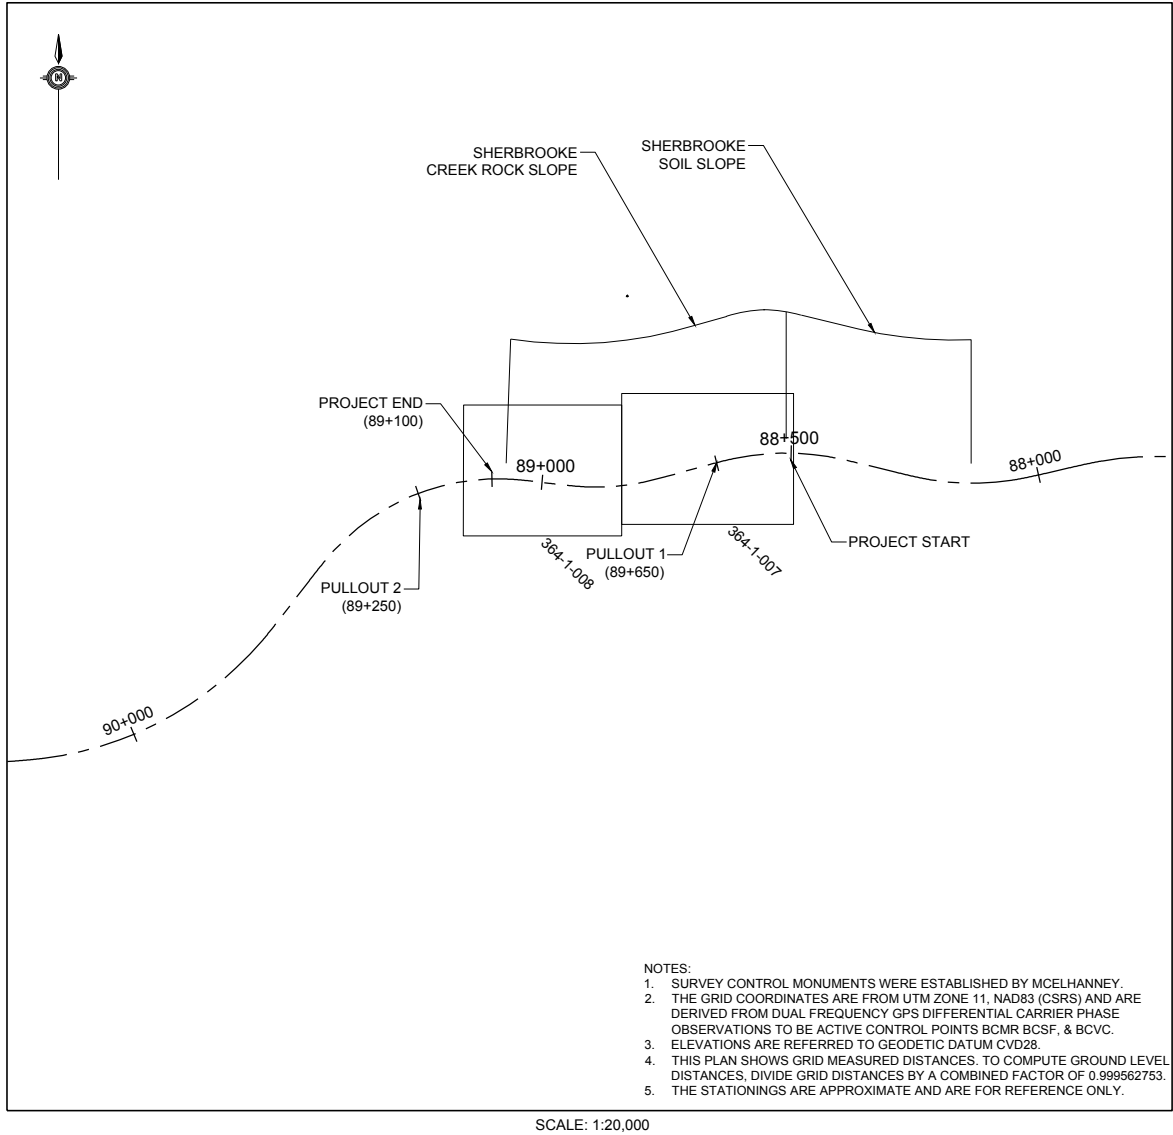 N
SHERBROOKE
CREEK ROCK SLOPE
SHERBROOKE
SOIL SLOPE
PROJECT END
(89+100)
89+000
88+500
88+000
PROJECT START
364-1-008
PULLOUT 1
(89+650)
364-1-007
PULLOUT 2
(89+250)
90+000
NOTES:
1. SURVEY CONTROL MONUMENTS WERE ESTABLISHED BY MCELHANNEY.
2. THE GRID COORDINATES ARE FROM UTM ZONE 11, NAD83 (CSRS) AND ARE
DERIVED FROM DUAL FREQUENCY GPS DIFFERENTIAL CARRIER PHASE
OBSERVATIONS TO BE ACTIVE CONTROL POINTS BCMR BCSF, & BCVC.
3. ELEVATIONS ARE REFERRED TO GEODETIC DATUM CVD28.
4. THIS PLAN SHOWS GRID MEASURED DISTANCES. TO COMPUTE GROUND LEVEL
DISTANCES, DIVIDE GRID DISTANCES BY A COMBINED FACTOR OF 0.999562753.
5. THE STATIONINGS ARE APPROXIMATE AND ARE FOR REFERENCE ONLY.
SCALE: 1:20,000